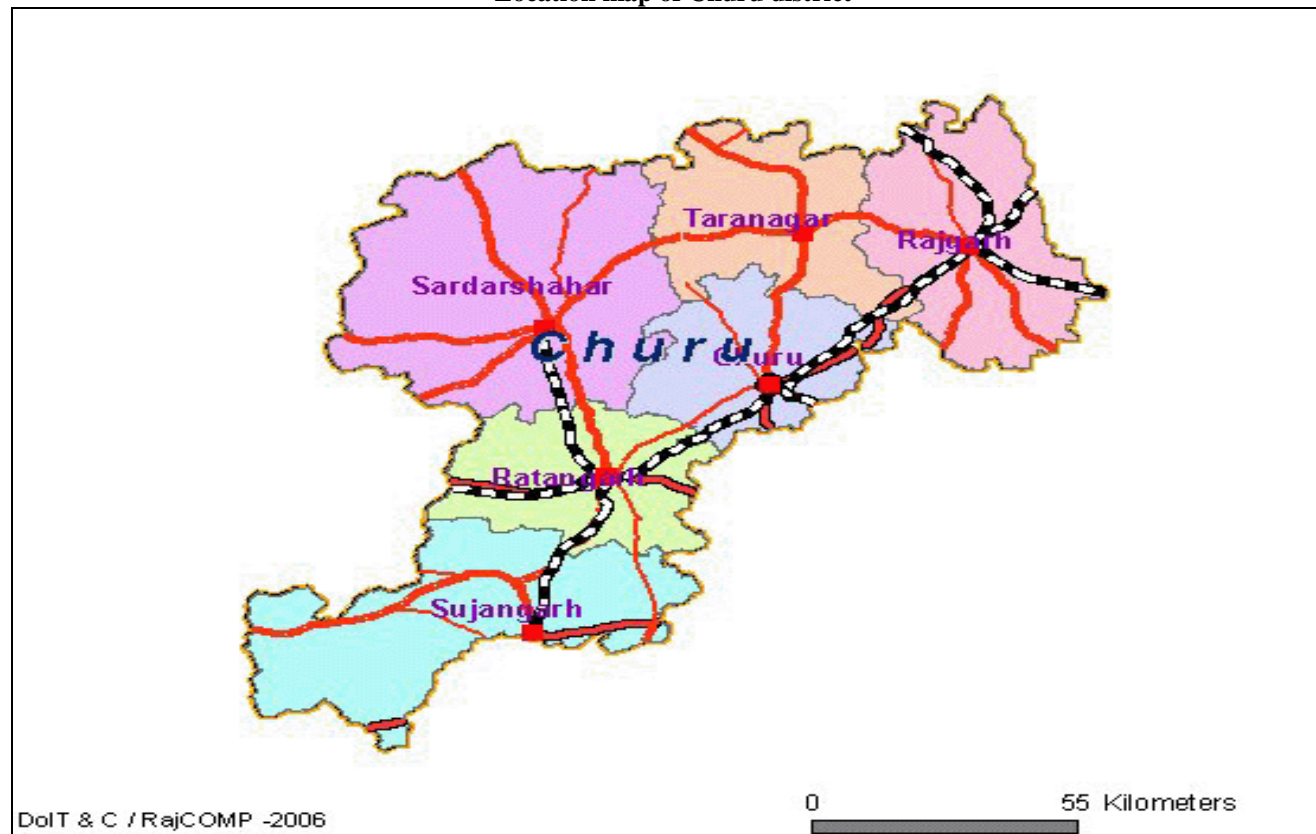 Location map of Churu district
Taranagar
Rajgarh
Sardarshahar
Churu
Churu
Ratangarh
Sujangarh
0 55 Kilometers
DoIT & C / RajCOMP -2006